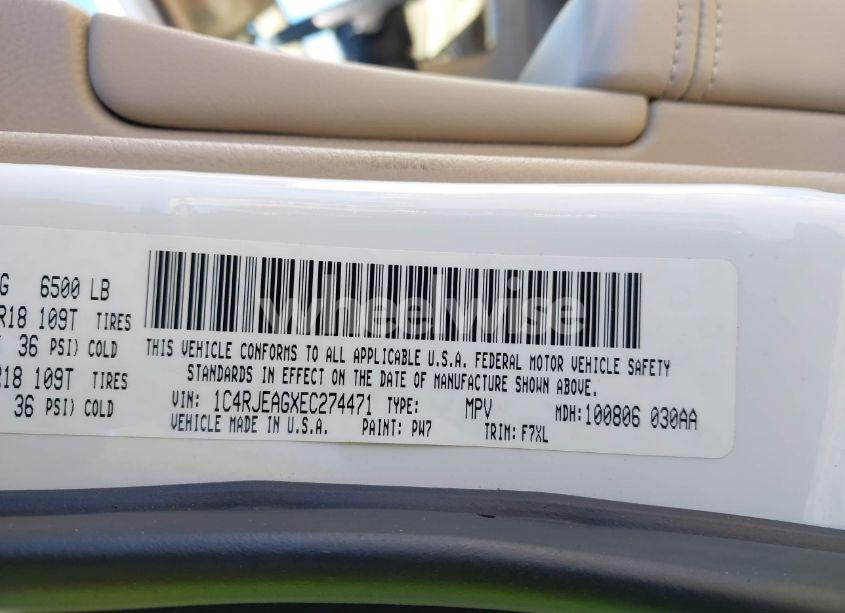 G 6500 LB
R18 109T TIRES
36 PSI) COLD
R18 109T TIRES
36 PSI) COLD
wheelwise
THIS VEHICLE CONFORMS TO ALL APPLICABLE U.S.A. FEDERAL MOTOR VEHICLE SAFETY
STANDARDS IN EFFECT ON THE DATE OF MANUFACTURE SHOWN ABOVE.
VIN: 1C4RJEAGXEC274471 TYPE: MPV MDH:100806 030AA
VEHICLE MADE IN U.S.A. PAINT: PW7 TRIM: F7XL